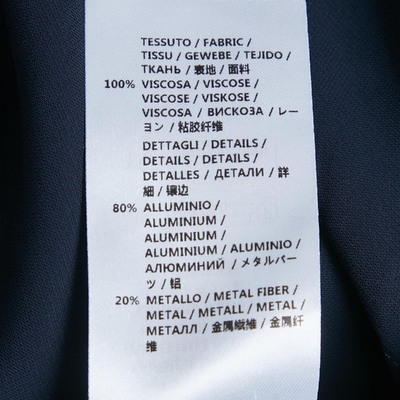 TESSUTO / FABRIC /
TISSU / GEWEBE / TEJIDO /
ТКАНЬ / 表地 / 面料
100% VISCOSA / VISCOSE /
VISCOSE / VISKOSE /
VISCOSA / ВИСКОЗА / レー
ヨン / 粘胶纤维
DETTAGLI / DETAILS /
DETAILS / DETAILS /
DETALLES / ДЕТАЛИ / 詳
細 / 镶边
80% ALLUMINIO /
ALUMINIUM /
ALUMINIUM /
ALUMINIUM / ALUMINIO /
АЛЮМИНИЙ / メタルパー
ツ / 铝
20% METALLO / METAL FIBER /
METAL / METALL / METAL /
МЕТАЛЛ / 金属繊維 / 金属纤
维